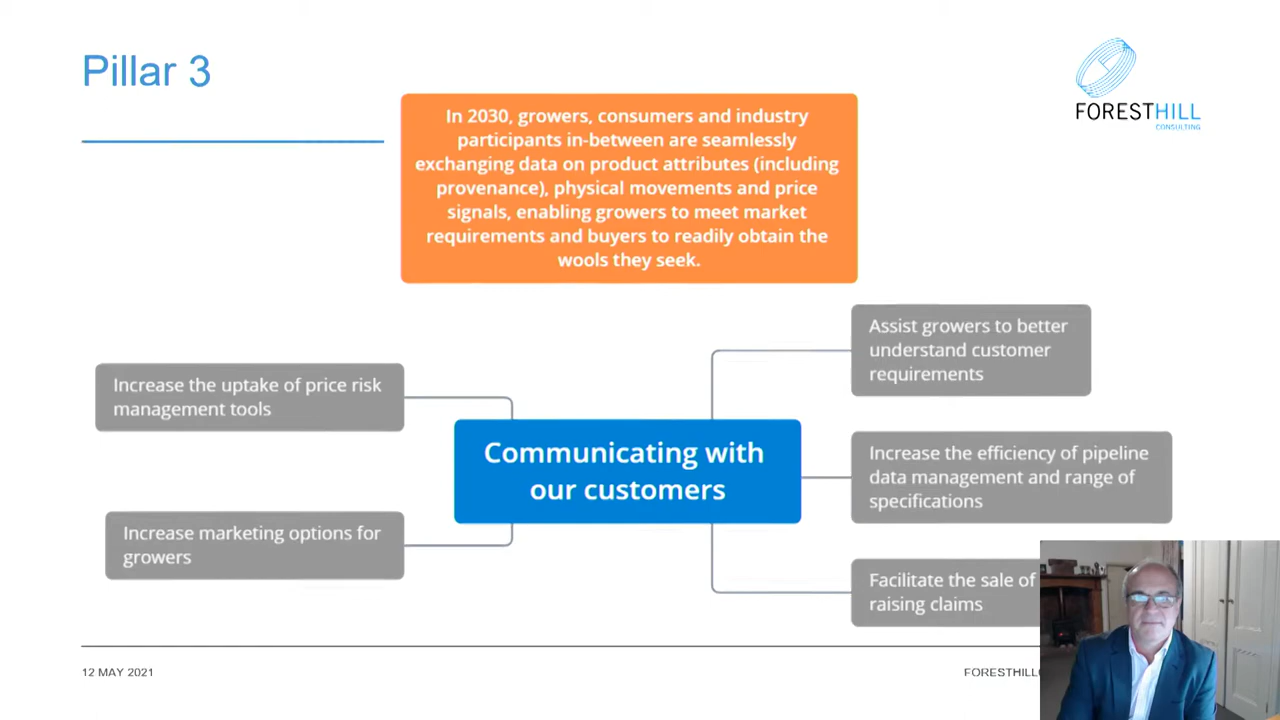 Pillar 3
FORESTHILL
CONSULTING
In 2030, growers, consumers and industry
participants in-between are seamlessly
exchanging data on product attributes (including
provenance), physical movements and price
signals, enabling growers to meet market
requirements and buyers to readily obtain the
wools they seek.
Increase the uptake of price risk
management tools
Increase marketing options for
growers
Communicating with
our customers
Assist growers to better
understand customer
requirements
Increase the efficiency of pipeline
data management and range of
specifications
Facilitate the sale of
raising claims
12 MAY 2021
FORESTHILL